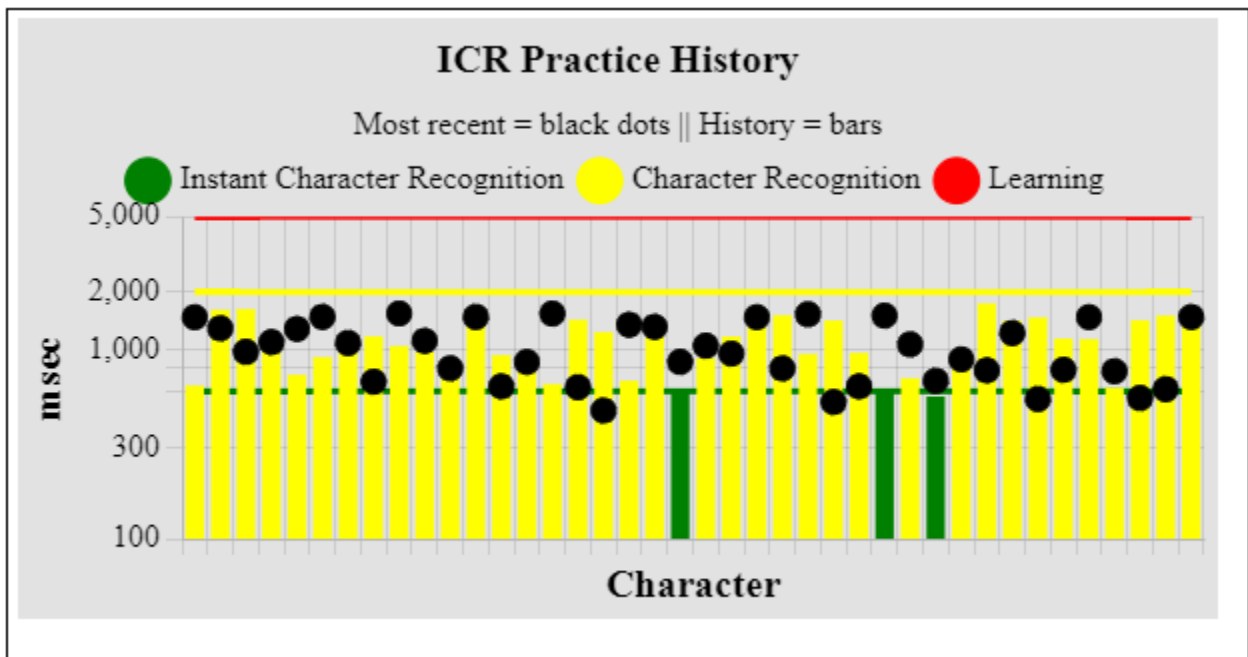 ICR Practice History
Most recent = black dots || History = bars
Instant Character Recognition Character Recognition Learning
5,000
2,000
1,000
300
100
msec
Character